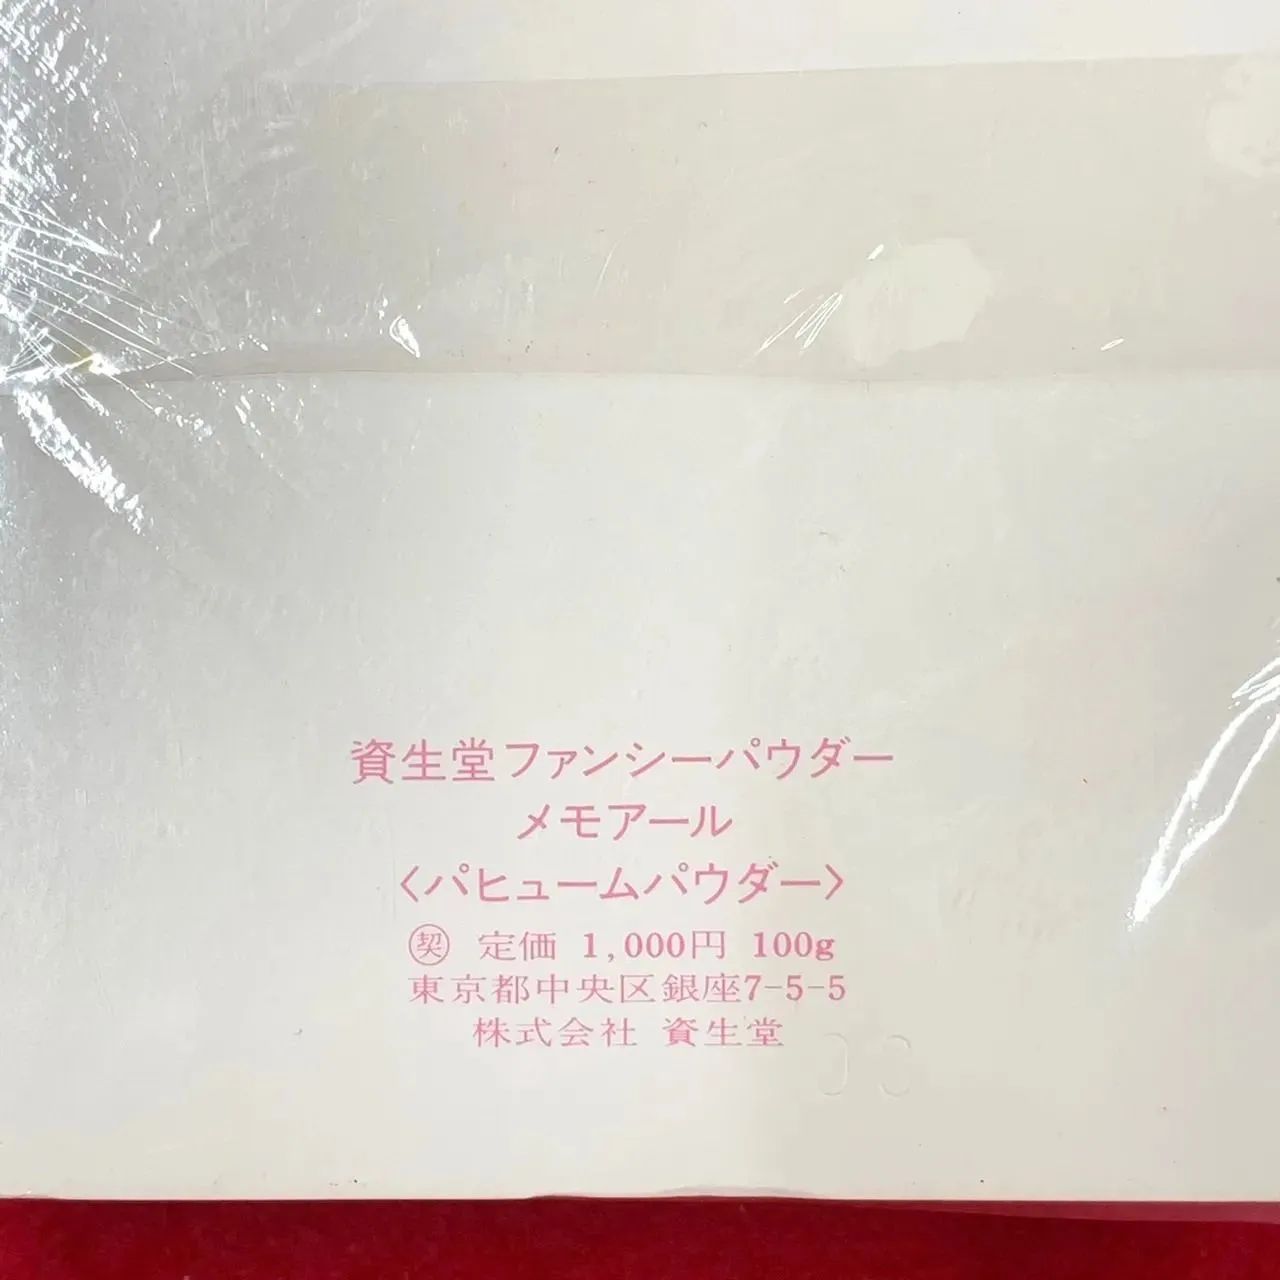 資生堂ファンシーパウダー
メモアール
〈パヒュームパウダー〉
㊝ 定価 1,000円 100g
東京都中央区銀座7-5-5
株式会社 資生堂